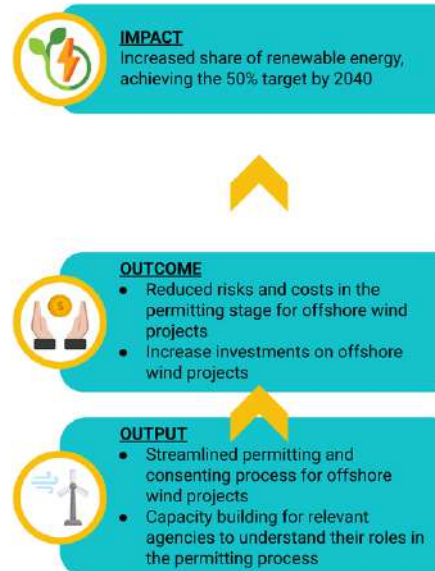 IMPACT
Increased share of renewable energy,
achieving the 50% target by 2040
OUTCOME
● Reduced risks and costs in the
permitting stage for offshore wind
projects
● Increase investments on offshore
wind projects
OUTPUT
● Streamlined permitting and
consenting process for offshore
wind projects
● Capacity building for relevant
agencies to understand their roles in
the permitting process